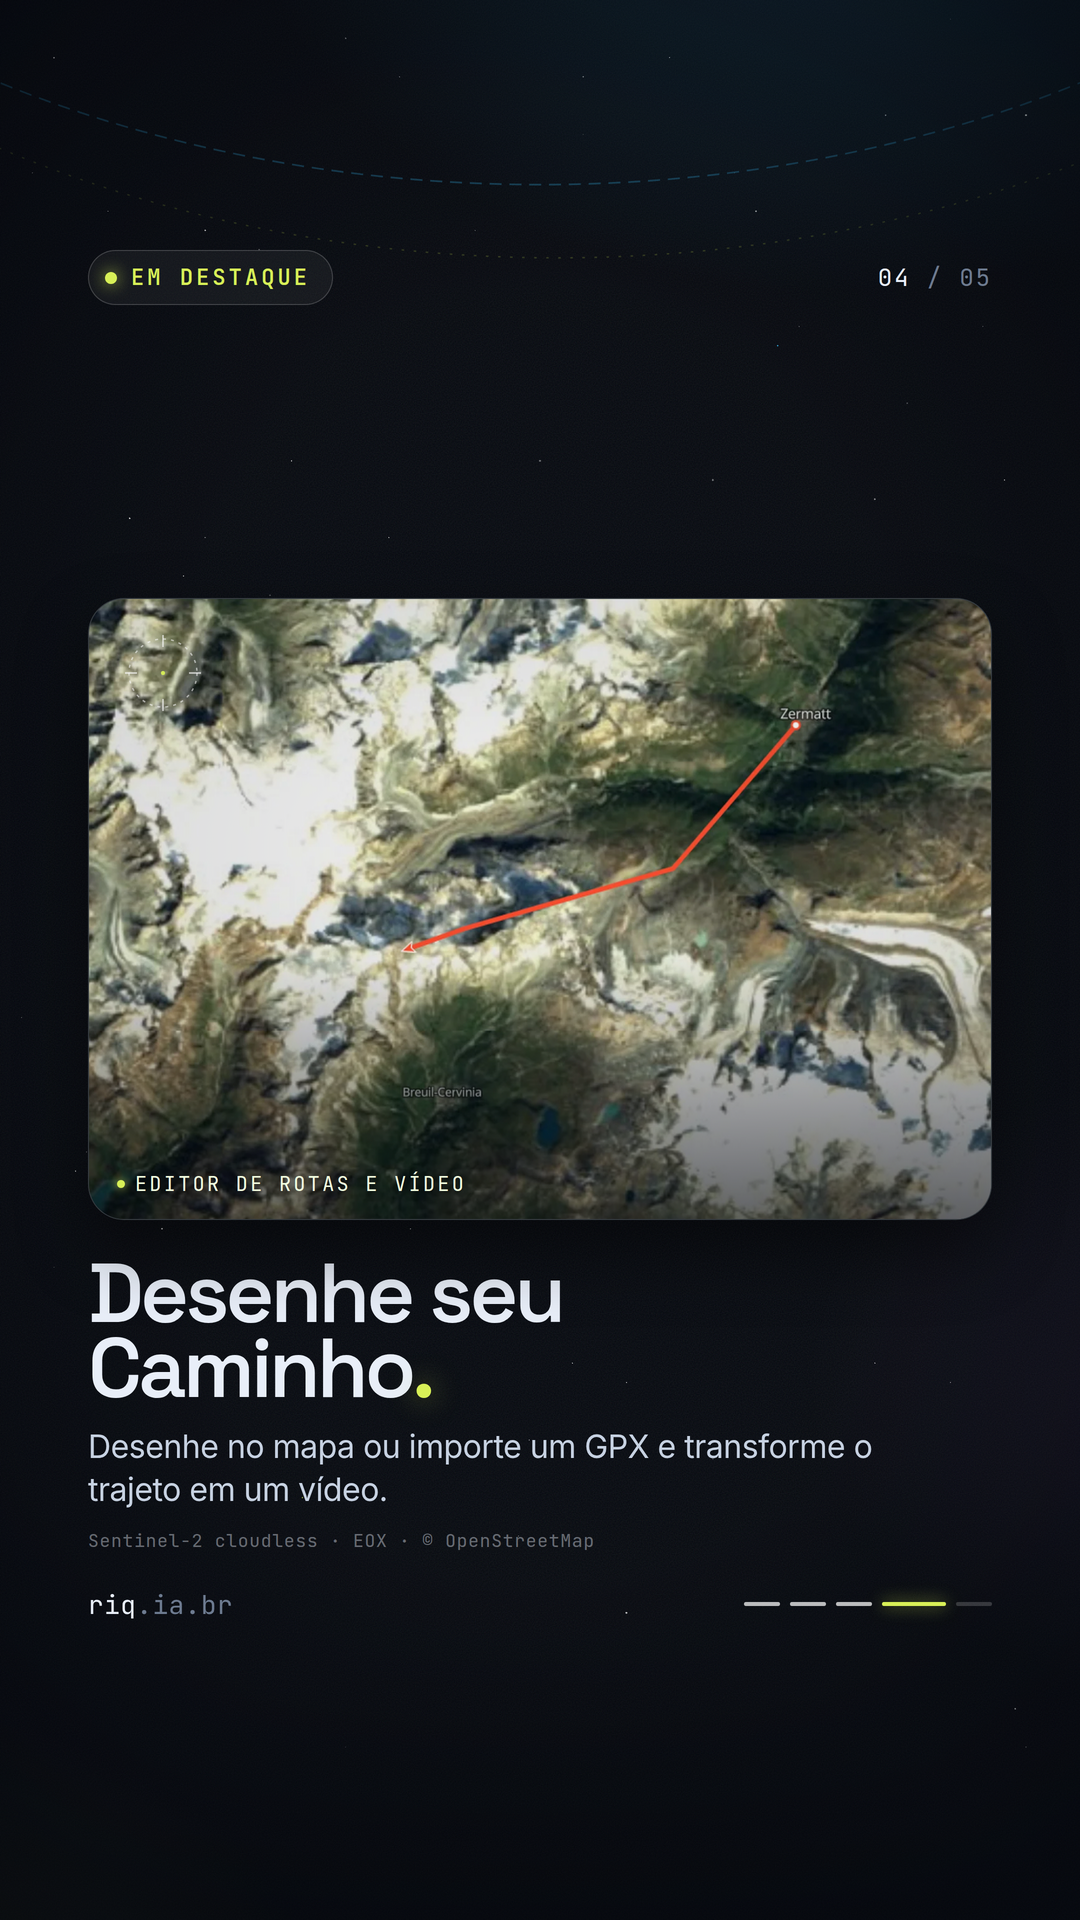 EM DESTAQUE
04 / 05
Zermatt
Breuil-Cervinia
EDITOR DE ROTAS E VÍDEO
Desenhe seu
Caminho.
Desenhe no mapa ou importe um GPX e transforme o
trajeto em um vídeo.
Sentinel-2 cloudless · EOX · © OpenStreetMap
riq.ia.br